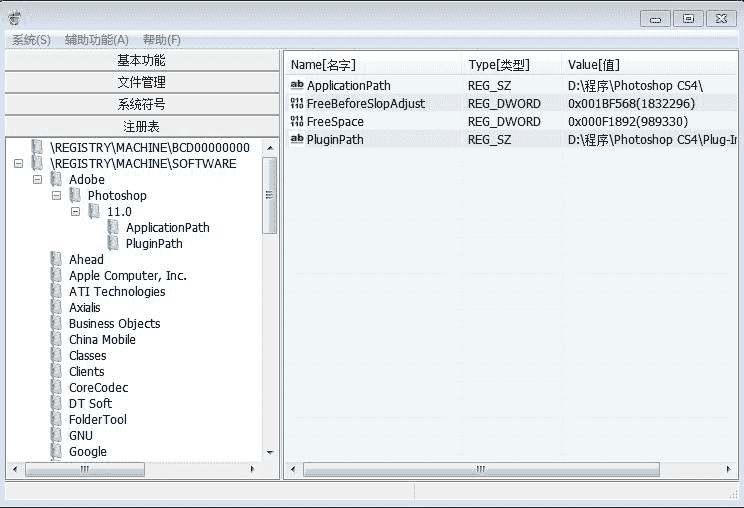 系统(S) 辅助功能(A) 帮助(F)
基本功能
文件管理
系统符号
注册表
\REGISTRY\MACHINE\BCD00000000
\REGISTRY\MACHINE\SOFTWARE
Adobe
Photoshop
11.0
ApplicationPath
PluginPath
Ahead
Apple Computer, Inc.
ATI Technologies
Axialis
Business Objects
China Mobile
Classes
Clients
CoreCodec
DT Soft
FolderTool
GNU
Google
Name[名字] Type[类型] Value[值]
ApplicationPath REG_SZ D:\程序\Photoshop CS4\
FreeBeforeSlopAdjust REG_DWORD 0x001BF568(1832296)
FreeSpace REG_DWORD 0x000F1892(989330)
PluginPath REG_SZ D:\程序\Photoshop CS4\Plug-In